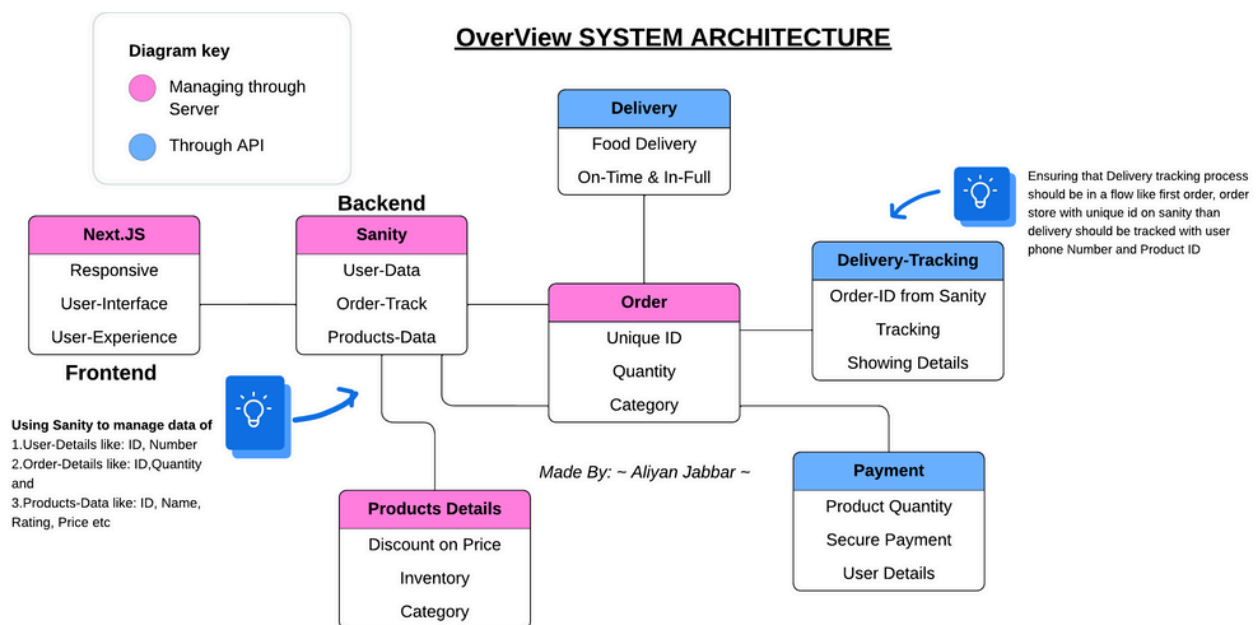 OverView SYSTEM ARCHITECTURE
Diagram key
Managing through
Server
Through API
Delivery
Food Delivery
On-Time & In-Full
Ensuring that Delivery tracking process
should be in a flow like first order, order
store with unique id on sanity than
delivery should be tracked with user
phone Number and Product ID
Backend
Next.JS
Responsive
User-Interface
User-Experience
Frontend
Sanity
User-Data
Order-Track
Products-Data
Order
Unique ID
Quantity
Category
Delivery-Tracking
Order-ID from Sanity
Tracking
Showing Details
Using Sanity to manage data of
1.User-Details like: ID, Number
2.Order-Details like: ID,Quantity
and
3.Products-Data like: ID, Name,
Rating, Price etc
Made By: ~ Aliyan Jabbar ~
Products Details
Discount on Price
Inventory
Category
Payment
Product Quantity
Secure Payment
User Details